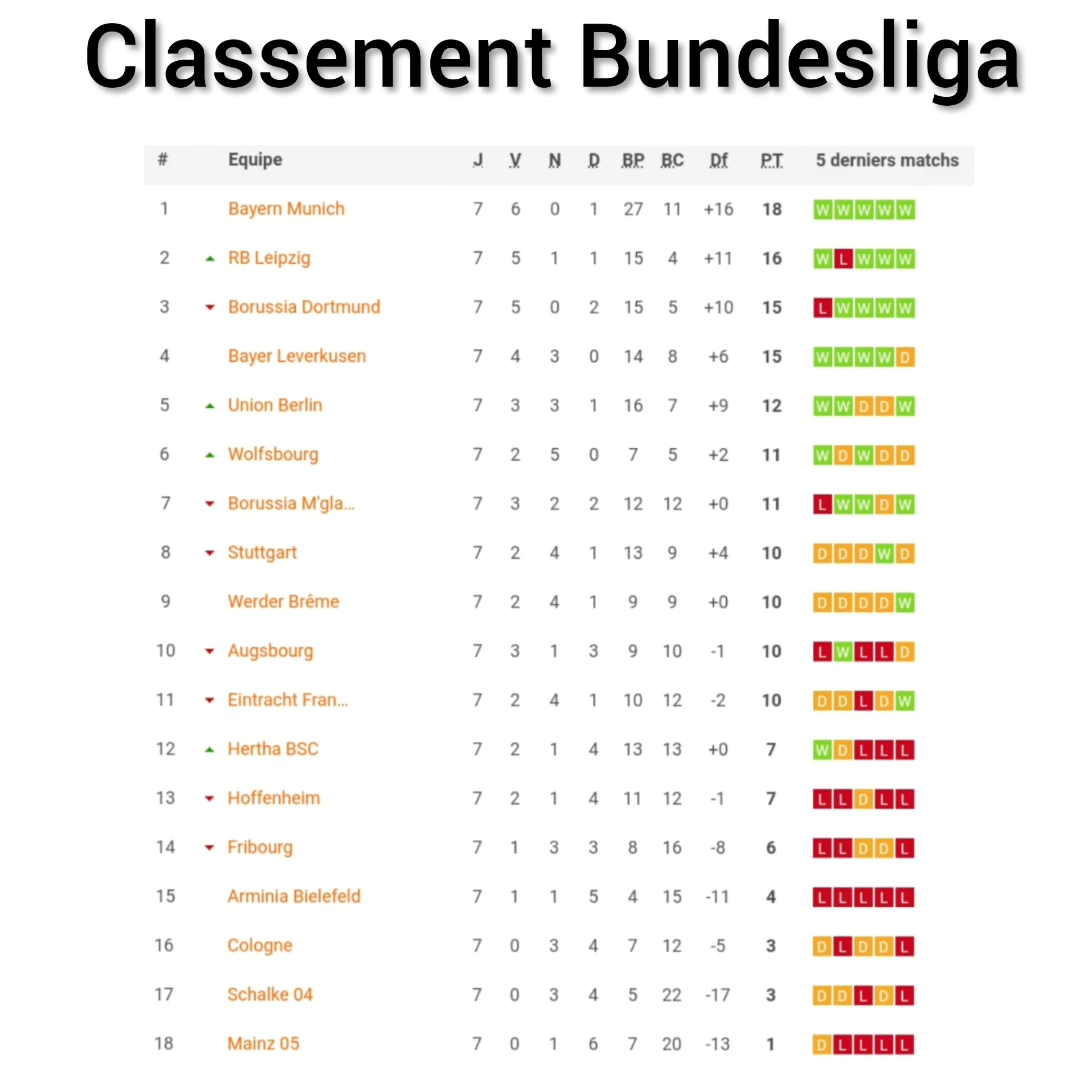 Classement Bundesliga
# Equipe J V N D BP BC Df PT 5 derniers matchs
1 Bayern Munich 7 6 0 1 27 11 +16 18 W W W W W
2 RB Leipzig 7 5 1 1 15 4 +11 16 W L W W W
3 Borussia Dortmund 7 5 0 2 15 5 +10 15 L W W W W
4 Bayer Leverkusen 7 4 3 0 14 8 +6 15 W W W W D
5 Union Berlin 7 3 3 1 16 7 +9 12 W W D D W
6 Wolfsbourg 7 2 5 0 7 5 +2 11 W D W D D
7 Borussia M'gla... 7 3 2 2 12 12 +0 11 L W W D W
8 Stuttgart 7 2 4 1 13 9 +4 10 D D D W D
9 Werder Brême 7 2 4 1 9 9 +0 10 D D D D W
10 Augsbourg 7 3 1 3 9 10 -1 10 L W L L D
11 Eintracht Fran... 7 2 4 1 10 12 -2 10 D D L D W
12 Hertha BSC 7 2 1 4 13 13 +0 7 W D L L L
13 Hoffenheim 7 2 1 4 11 12 -1 7 L L D L L
14 Fribourg 7 1 3 3 8 16 -8 6 L L D D L
15 Arminia Bielefeld 7 1 1 5 4 15 -11 4 L L L L L
16 Cologne 7 0 3 4 7 12 -5 3 D L D D L
17 Schalke 04 7 0 3 4 5 22 -17 3 D D L D L
18 Mainz 05 7 0 1 6 7 20 -13 1 D L L L L